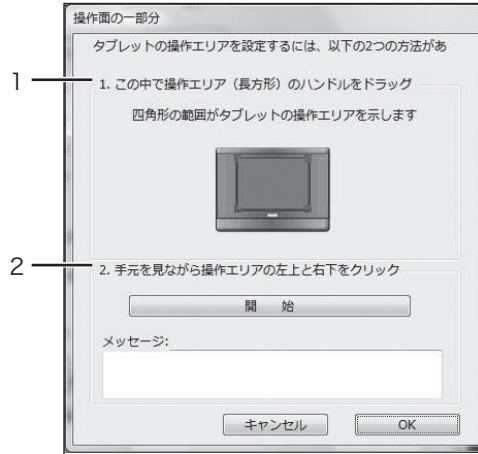 操作面の一部分
タブレットの操作エリアを設定するには、以下の2つの方法があ
1
1. この中で操作エリア（長方形）のハンドルをドラッグ
四角形の範囲がタブレットの操作エリアを示します
2
2. 手元を見ながら操作エリアの左上と右下をクリック
開 始
メッセージ:
キャンセル
OK